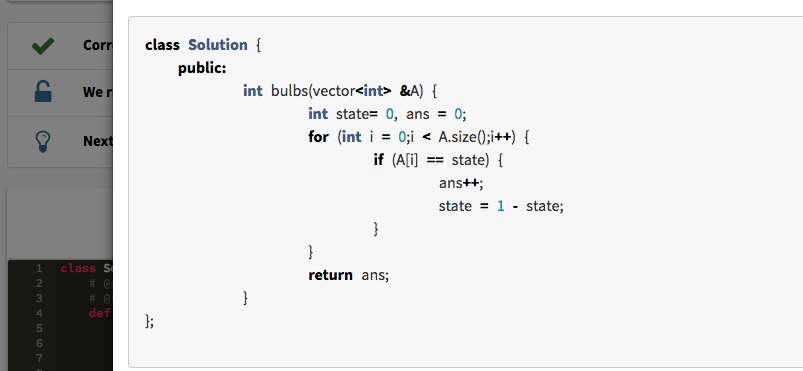 class Solution {
public:
int bulbs(vector<int> &A) {
int state= 0, ans = 0;
for (int i = 0;i < A.size();i++) {
if (A[i] == state) {
ans++;
state = 1 - state;
}
}
return ans;
}
};
Corr
We r
Next
1 class So
2 # @
3 # @
4 def
5
6
7